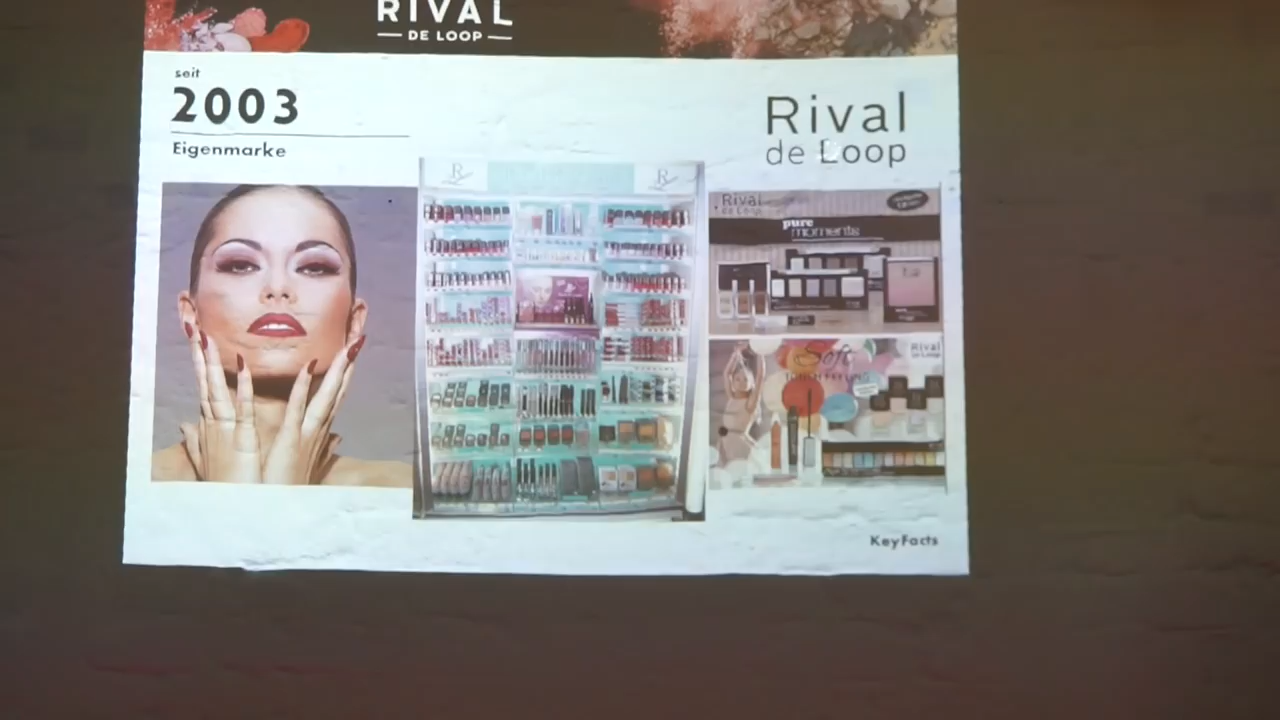 RIVAL
DE LOOP
seit
2003
Eigenmarke
Rival
de Loop
R
R
Rival
de Loop
pure
moments
Soft
Rival
de Loop
KeyFacts